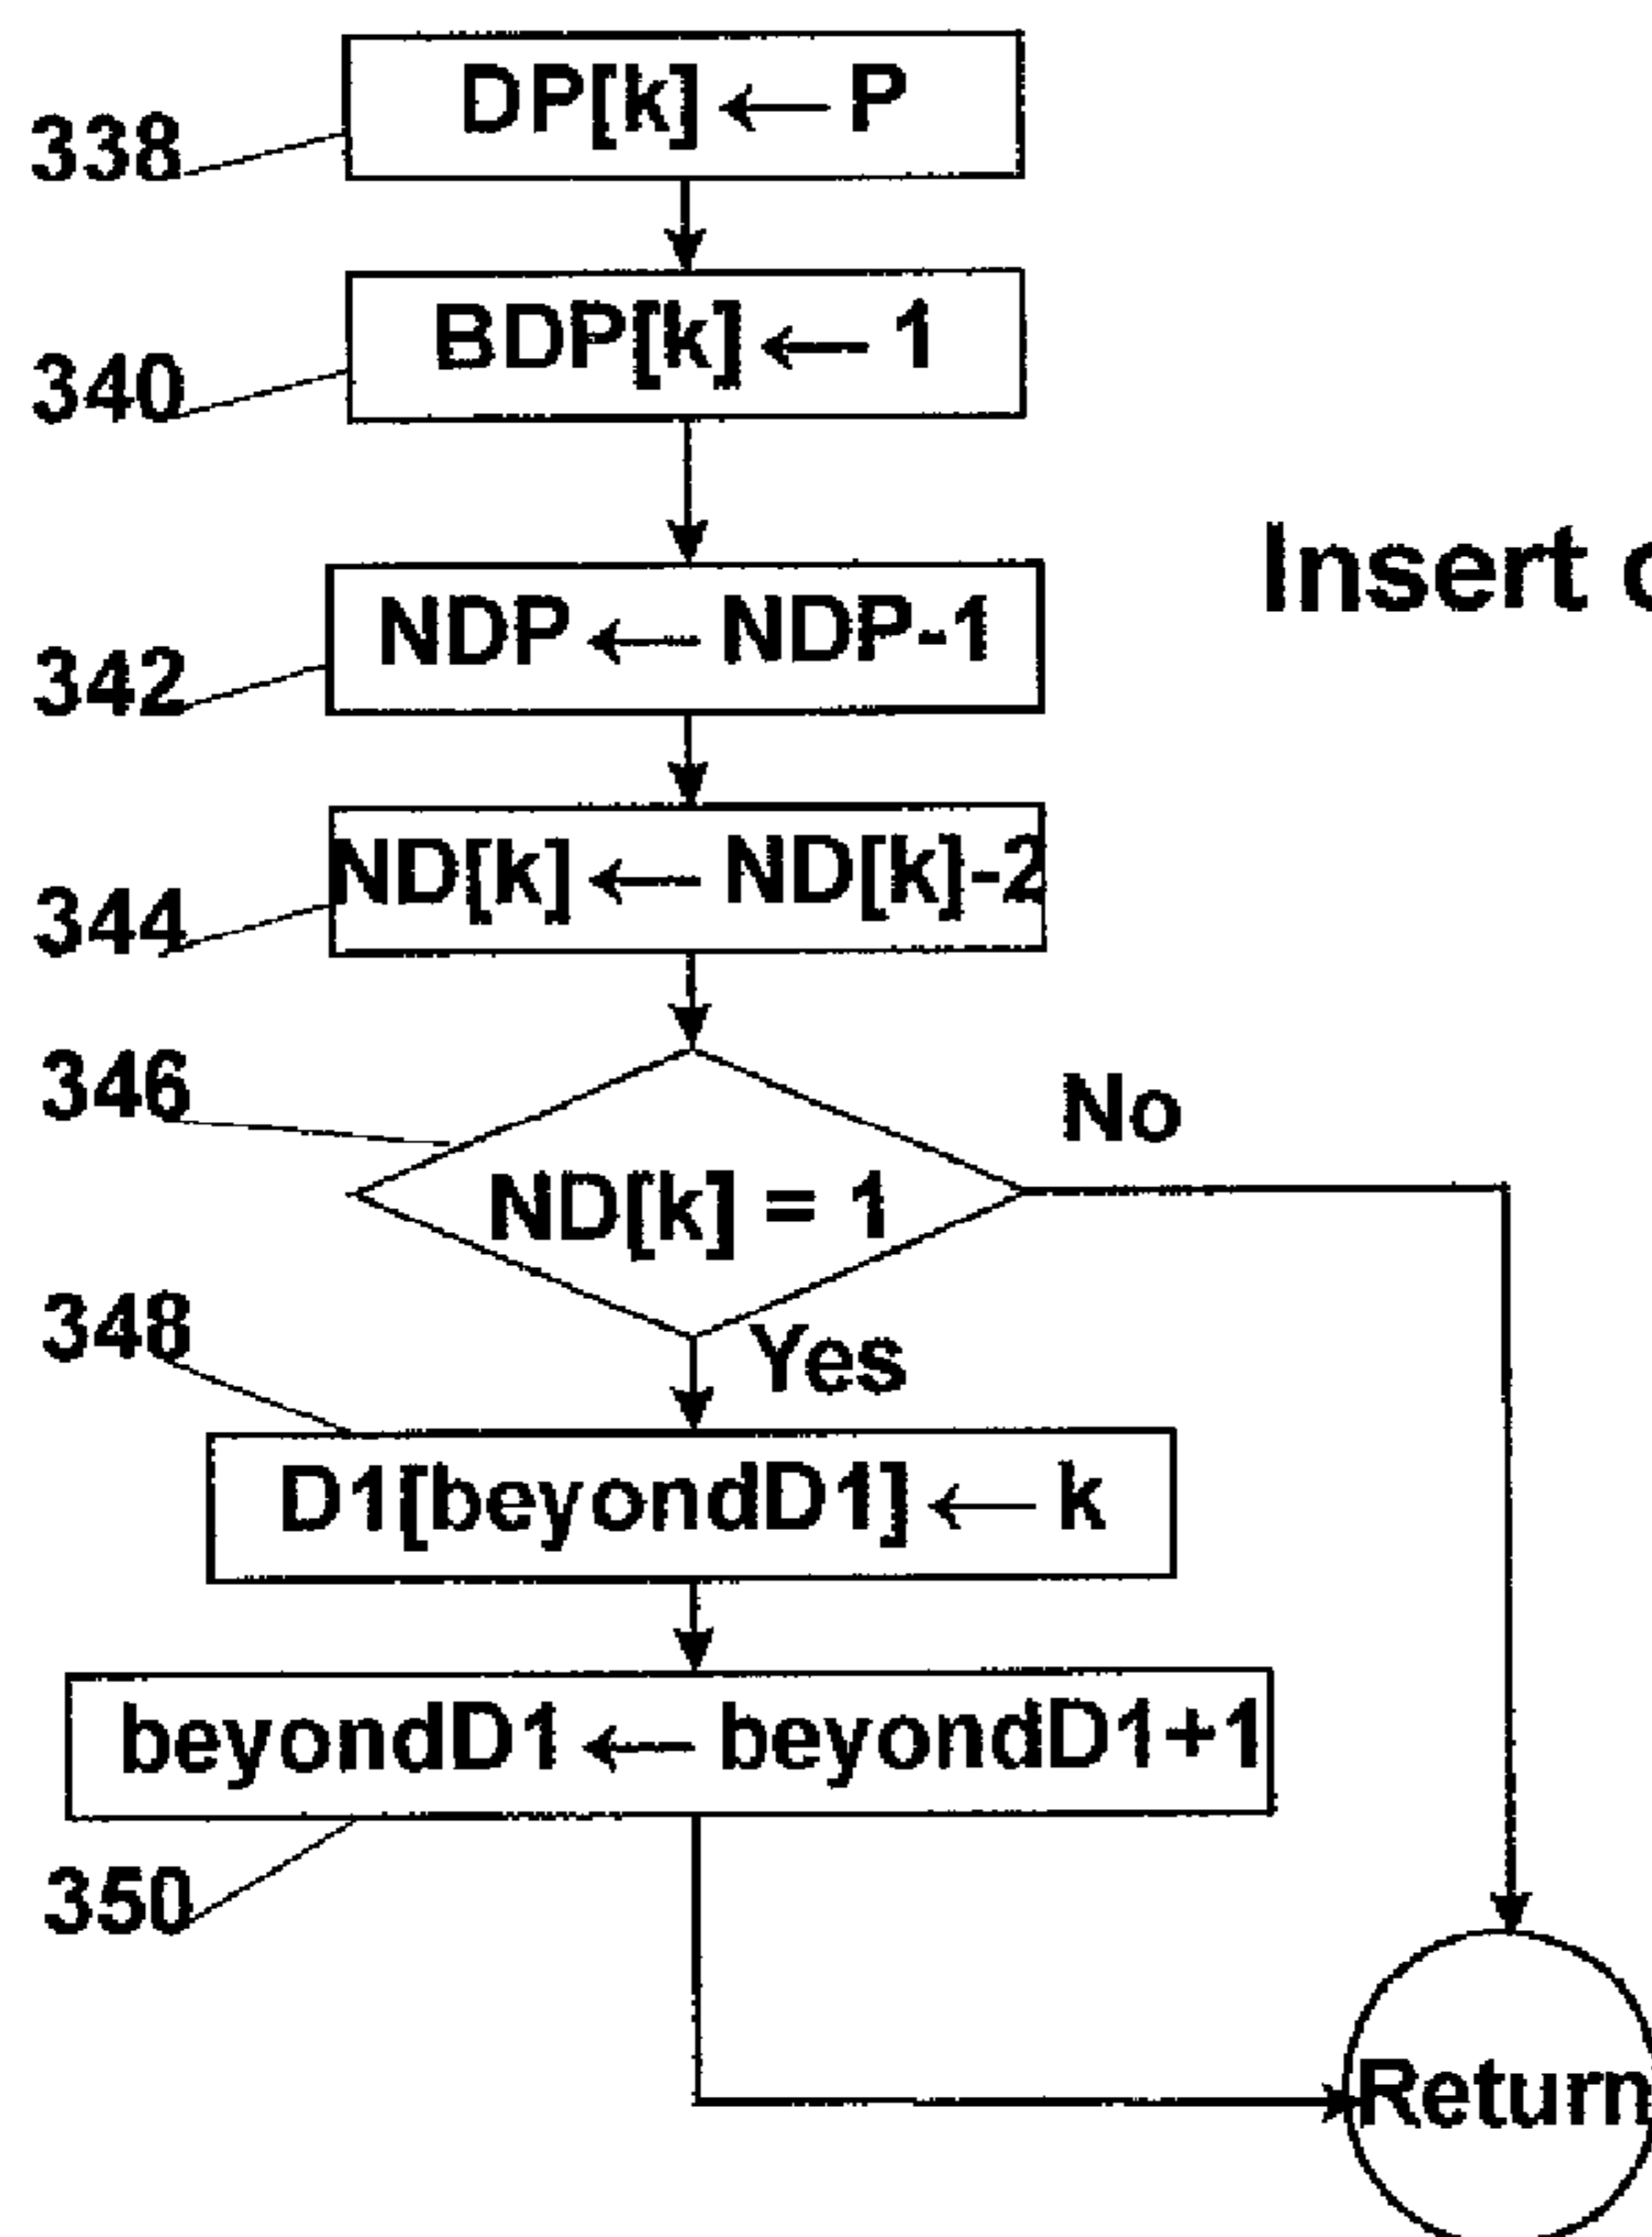 DP[k] ← P
338
BDP[k] ← 1
340
Insert
NDP ← NDP-1
342
ND[k] ← ND[k]-2
344
346
No
ND[k] = 1
348
Yes
D1[beyondD1] ← k
beyondD1 ← beyondD1+1
350
Return